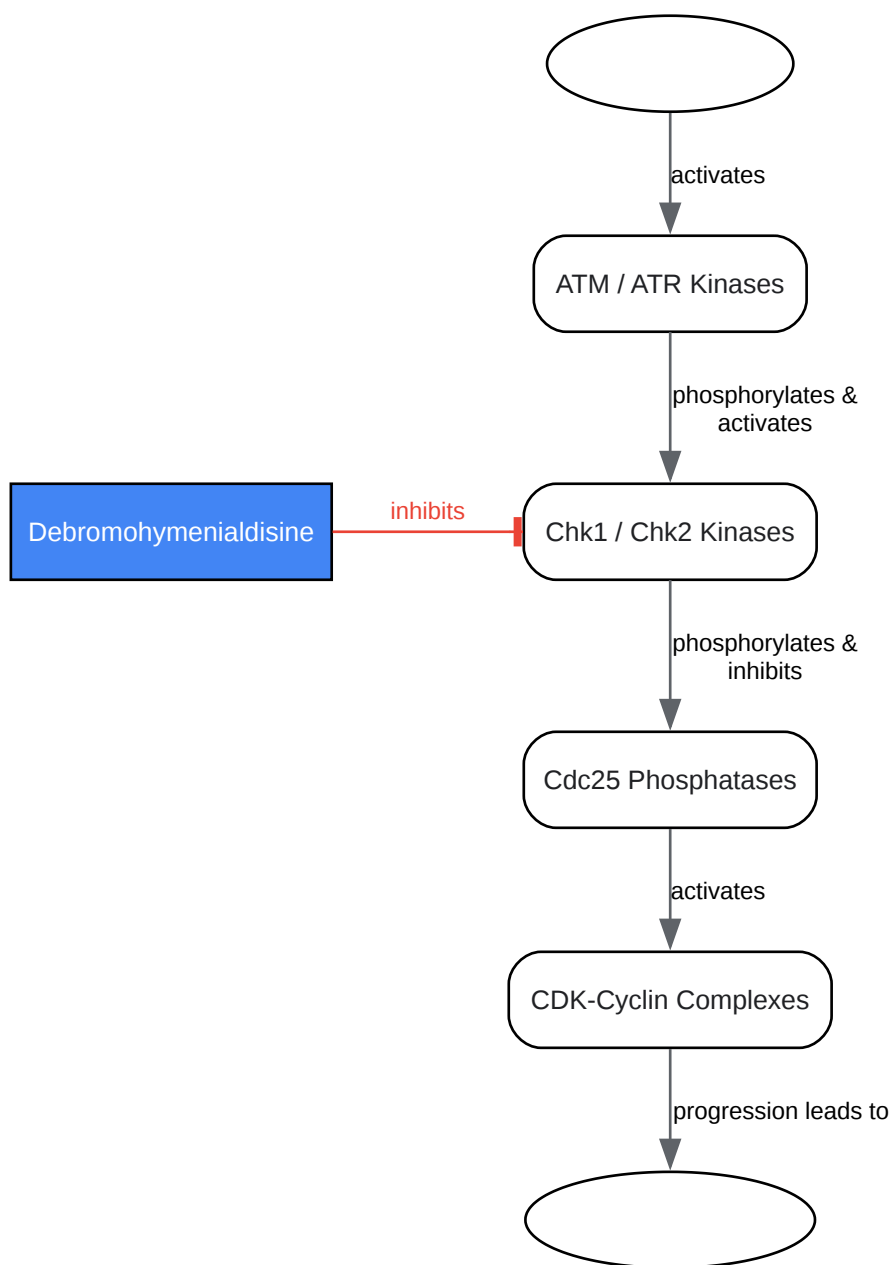 activates
ATM / ATR Kinases
phosphorylates &
activates
Debromohymenialdisine
inhibits
Chk1 / Chk2 Kinases
phosphorylates &
inhibits
Cdc25 Phosphatases
activates
CDK-Cyclin Complexes
progression leads to